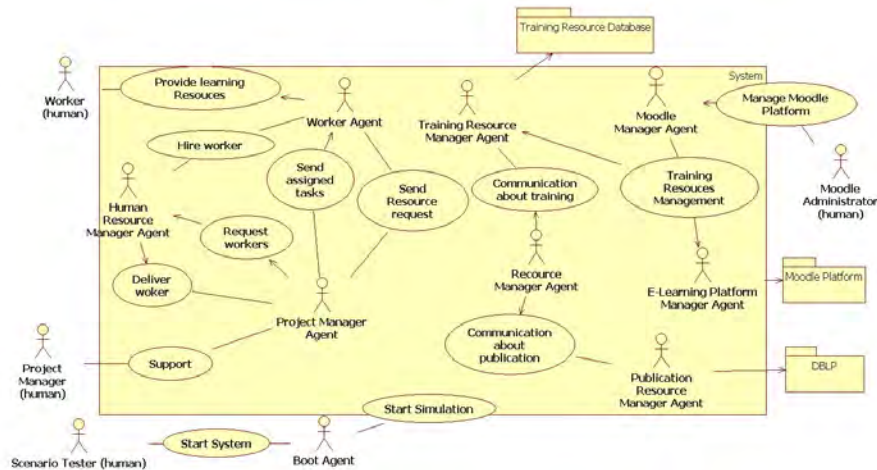 Training Resource Database
System
Provide learning
Resouces
Worker
(human)
Worker Agent
Training Resource
Manager Agent
Moodle
Manager Agent
Manage Moodle
Platform
Hire worker
Send
assigned
tasks
Send
Resource
request
Communication
about training
Training
Resouces
Management
Moodle
Administrator
(human)
Human
Resource
Manager Agent
Request
workers
Deliver
woker
Project Manager
Agent
Recource
Manager Agent
E-Learning Platform
Manager Agent
Moodle Platform
Communication
about
publication
Project
Manager
(human)
Support
Publication
Resource
Manager Agent
DBLP
Start Simulation
Scenario Tester (human)
Start System
Boot Agent